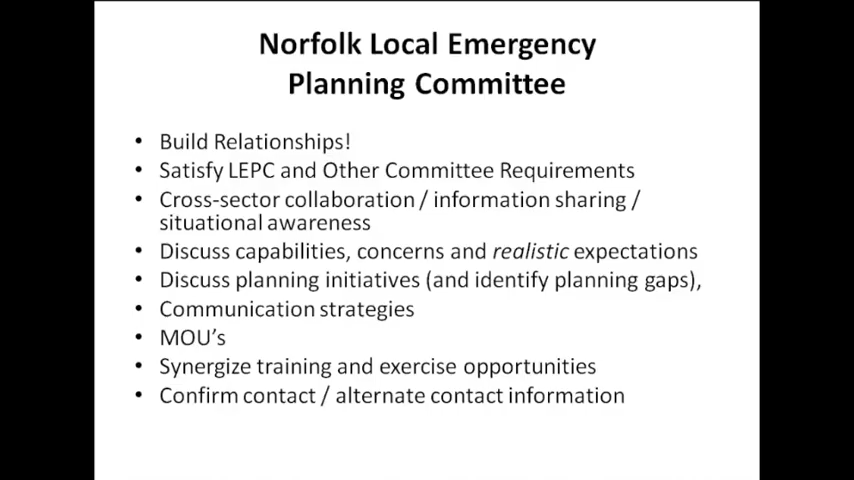 Norfolk Local Emergency
Planning Committee
• Build Relationships!
• Satisfy LEPC and Other Committee Requirements
• Cross-sector collaboration / information sharing /
situational awareness
• Discuss capabilities, concerns and realistic expectations
• Discuss planning initiatives (and identify planning gaps),
• Communication strategies
• MOU's
• Synergize training and exercise opportunities
• Confirm contact / alternate contact information